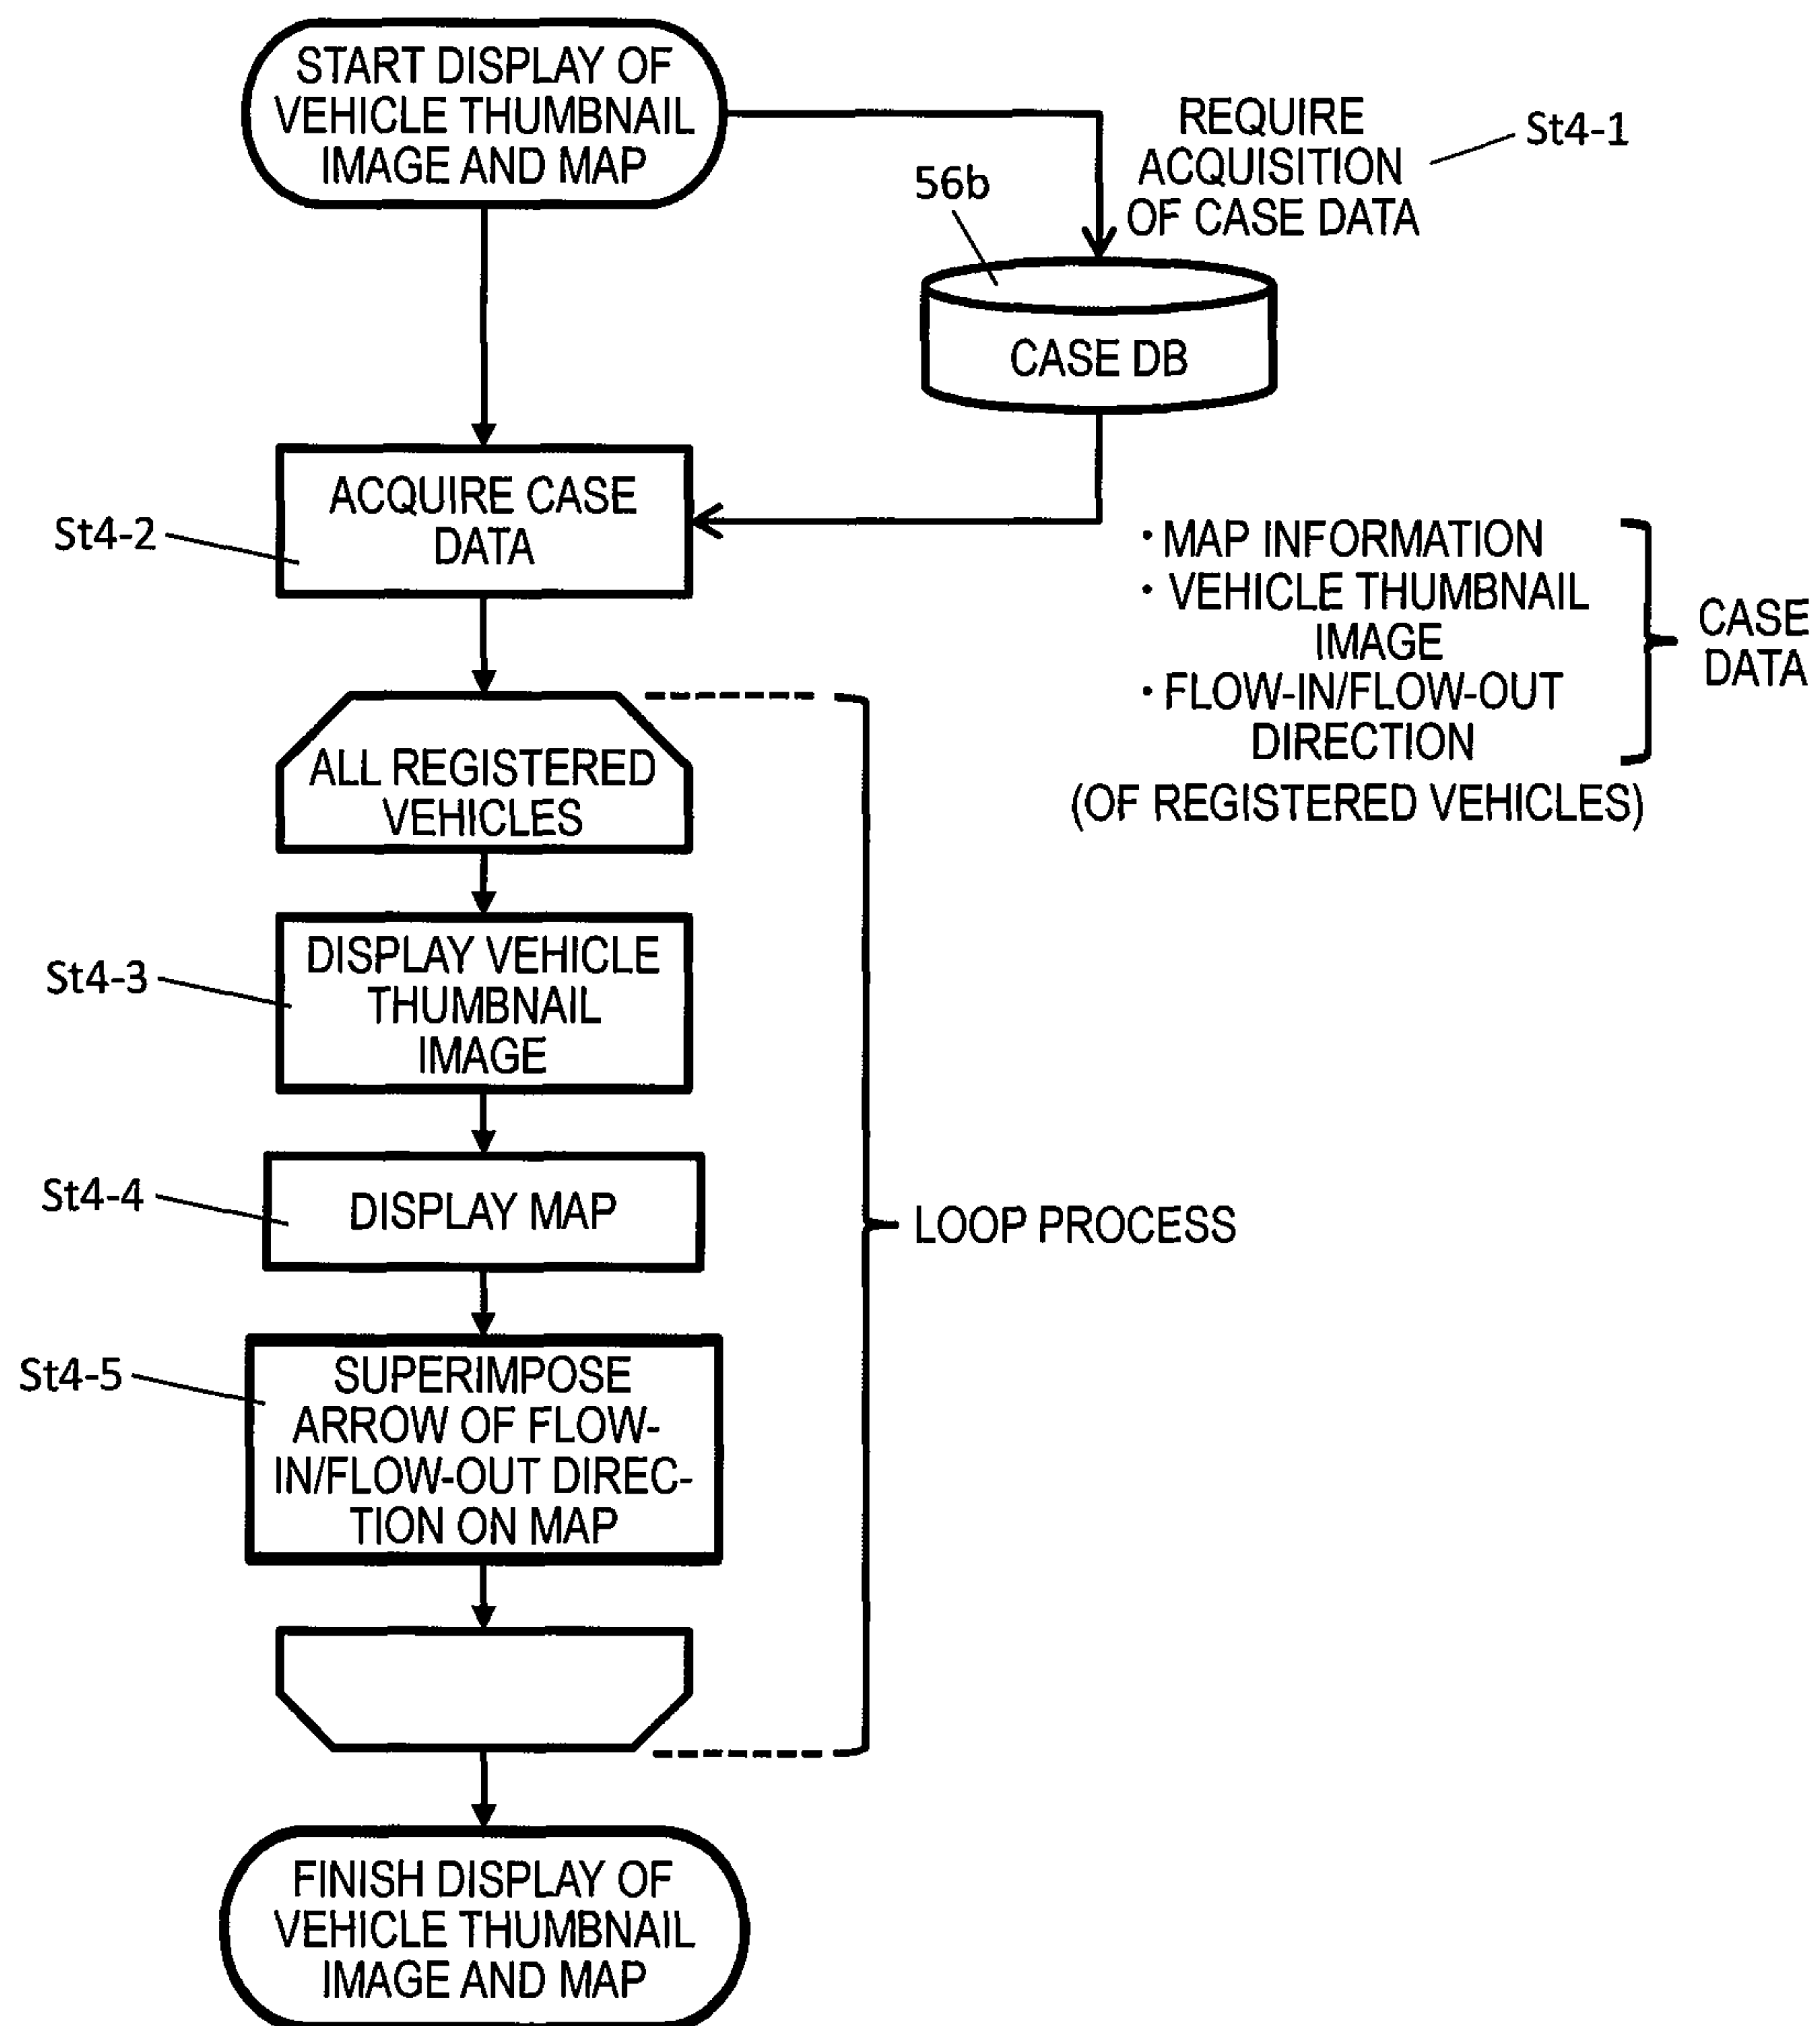 START DISPLAY OF
VEHICLE THUMBNAIL
IMAGE AND MAP
REQUIRE
ACQUISITION
OF CASE DATA
St4-1
56b
CASE DB
ACQUIRE CASE
DATA
St4-2
· MAP INFORMATION
· VEHICLE THUMBNAIL
IMAGE
· FLOW-IN/FLOW-OUT
DIRECTION
(OF REGISTERED VEHICLES)
CASE
DATA
ALL REGISTERED
VEHICLES
DISPLAY VEHICLE
THUMBNAIL
IMAGE
St4-3
DISPLAY MAP
St4-4
LOOP PROCESS
SUPERIMPOSE
ARROW OF FLOW-
IN/FLOW-OUT DIREC-
TION ON MAP
St4-5
FINISH DISPLAY OF
VEHICLE THUMBNAIL
IMAGE AND MAP